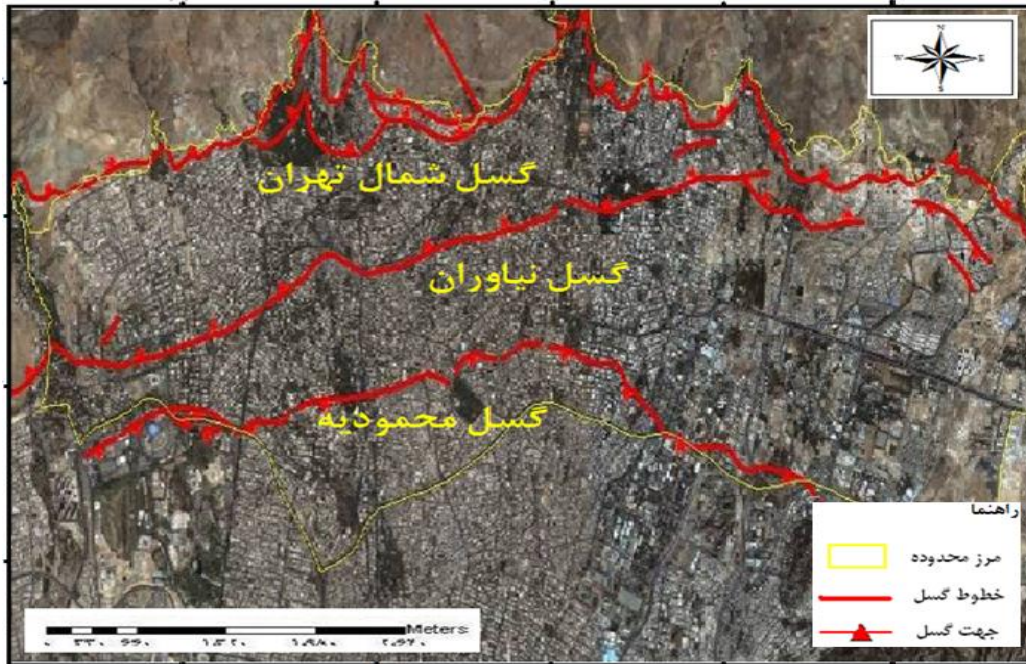 N
W E
S
گسل شمال تهران
گسل نیاوران
گسل محمودیه
راهنما
مرز محدوده
خطوط گسل
جهت گسل
Meters